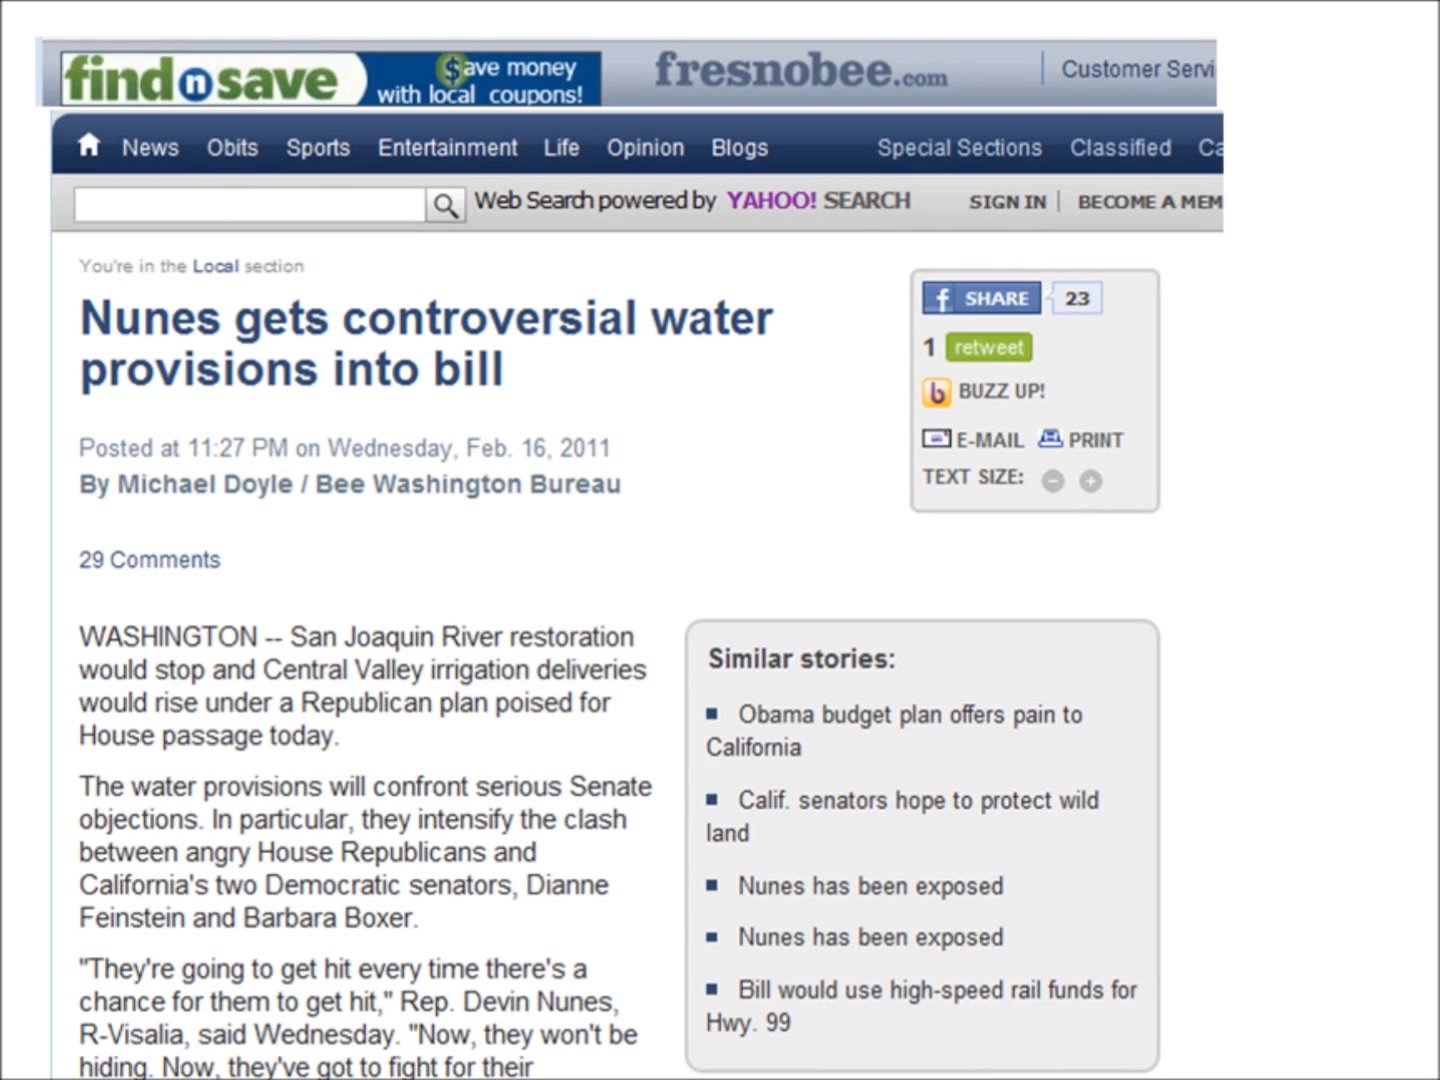 find n save
$ave money
with local coupons!
fresnobee.com
Customer Servi
News Obits Sports Entertainment Life Opinion Blogs Special Sections Classified Ca
Web Search powered by YAHOO! SEARCH SIGN IN | BECOME A MEM
You're in the Local section
Nunes gets controversial water
provisions into bill
Posted at 11:27 PM on Wednesday, Feb. 16, 2011
By Michael Doyle / Bee Washington Bureau
29 Comments
f SHARE 23
1 retweet
b BUZZ UP!
E-MAIL PRINT
TEXT SIZE: - +
WASHINGTON -- San Joaquin River restoration
would stop and Central Valley irrigation deliveries
would rise under a Republican plan poised for
House passage today.
The water provisions will confront serious Senate
objections. In particular, they intensify the clash
between angry House Republicans and
California's two Democratic senators, Dianne
Feinstein and Barbara Boxer.
"They're going to get hit every time there's a
chance for them to get hit," Rep. Devin Nunes,
R-Visalia, said Wednesday. "Now, they won't be
hiding. Now, they've got to fight for their
Similar stories:
Obama budget plan offers pain to
California
Calif. senators hope to protect wild
land
Nunes has been exposed
Nunes has been exposed
Bill would use high-speed rail funds for
Hwy. 99